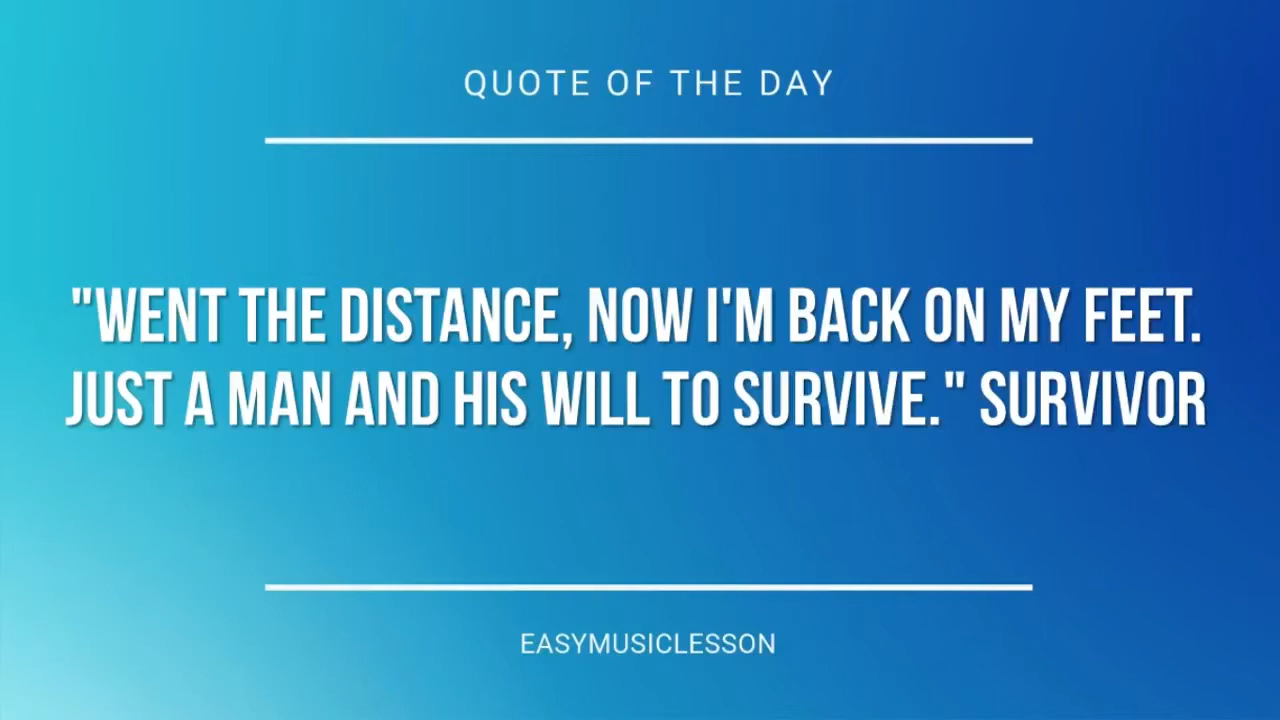 QUOTE OF THE DAY
"WENT THE DISTANCE, NOW I'M BACK ON MY FEET.
JUST A MAN AND HIS WILL TO SURVIVE." SURVIVOR
EASYMUSICLESSON